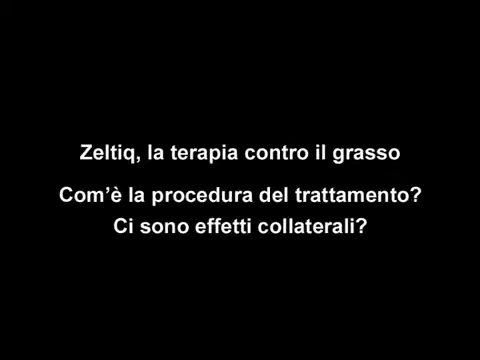 Zeltiq, la terapia contro il grasso
Com’è la procedura del trattamento?
Ci sono effetti collaterali?